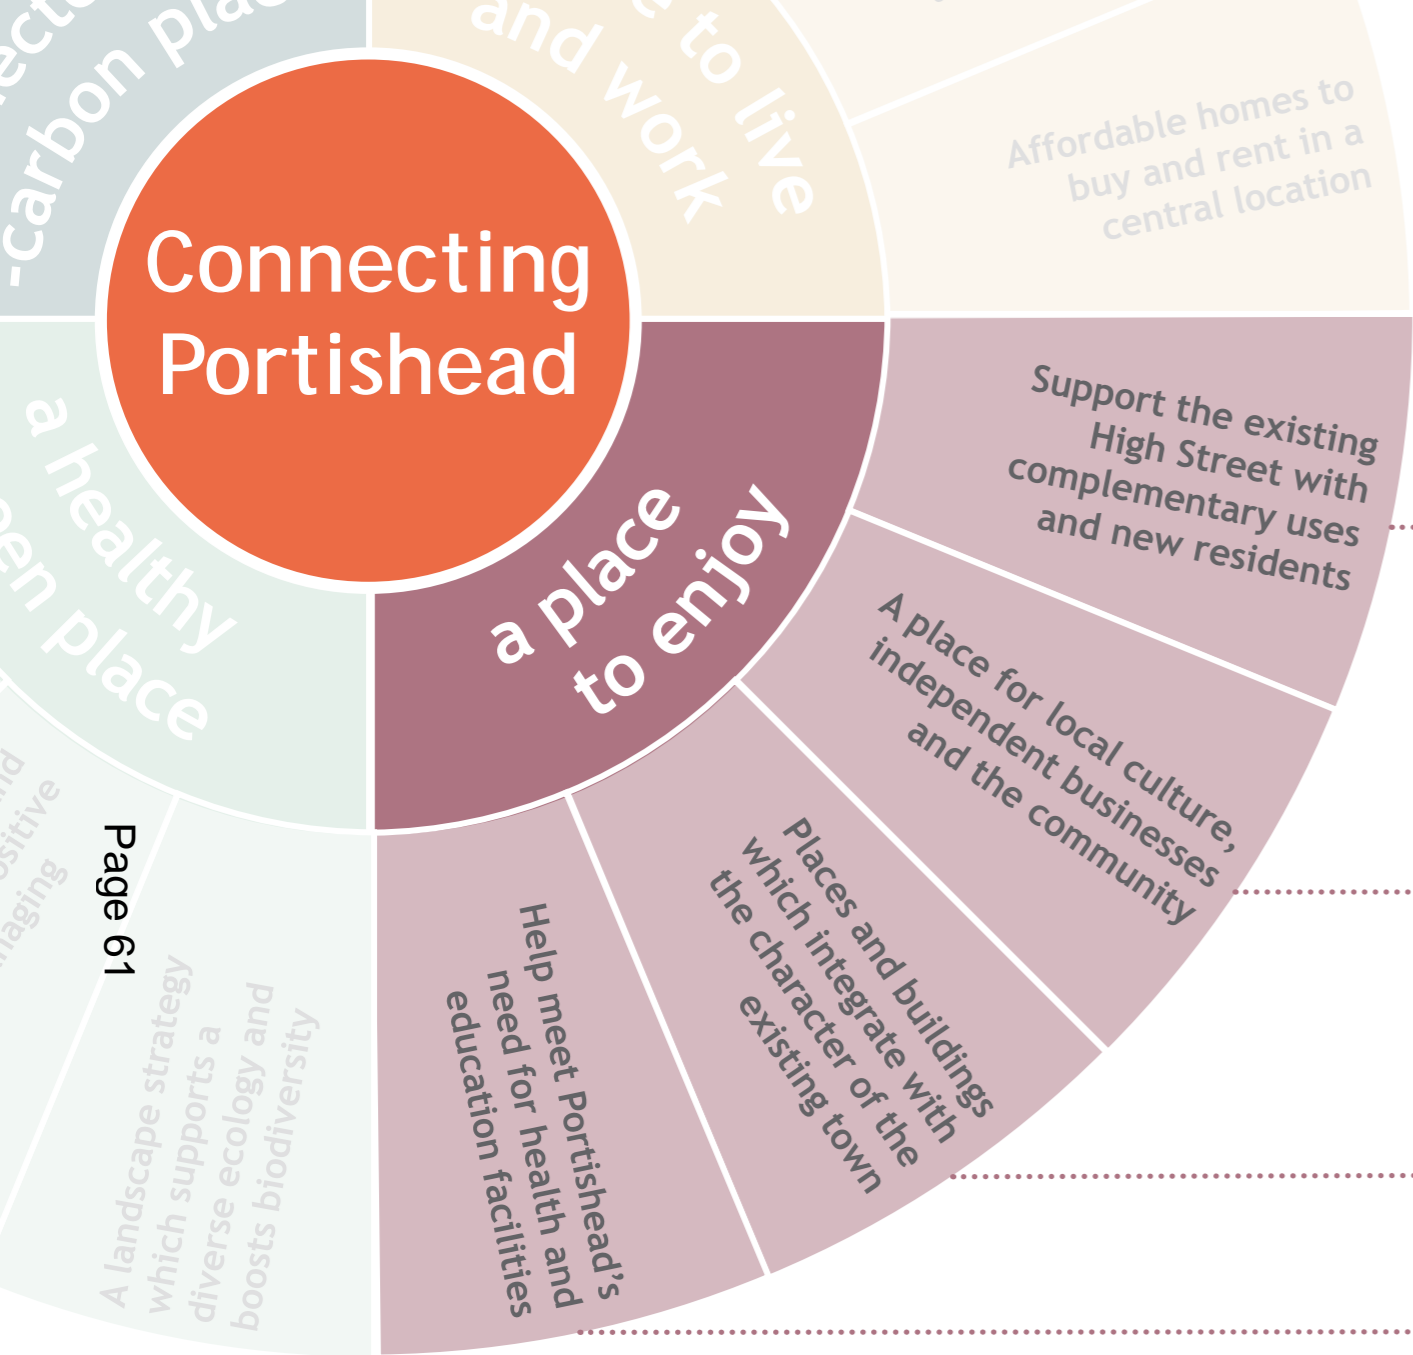 -carbon
and work
to live
Affordable homes to
buy and rent in a
central location
Connecting
Portishead
a healthy
place
a place
to enjoy
Support the existing
High Street with
complementary uses
and new residents
A place for local culture,
independent businesses
and the community
Places and buildings
which integrate with
the character of the
existing town
Help meet Portishead’s
need for health and
education facilities
A landscape strategy
which supports a
diverse ecology and
boosts biodiversity
Page 61